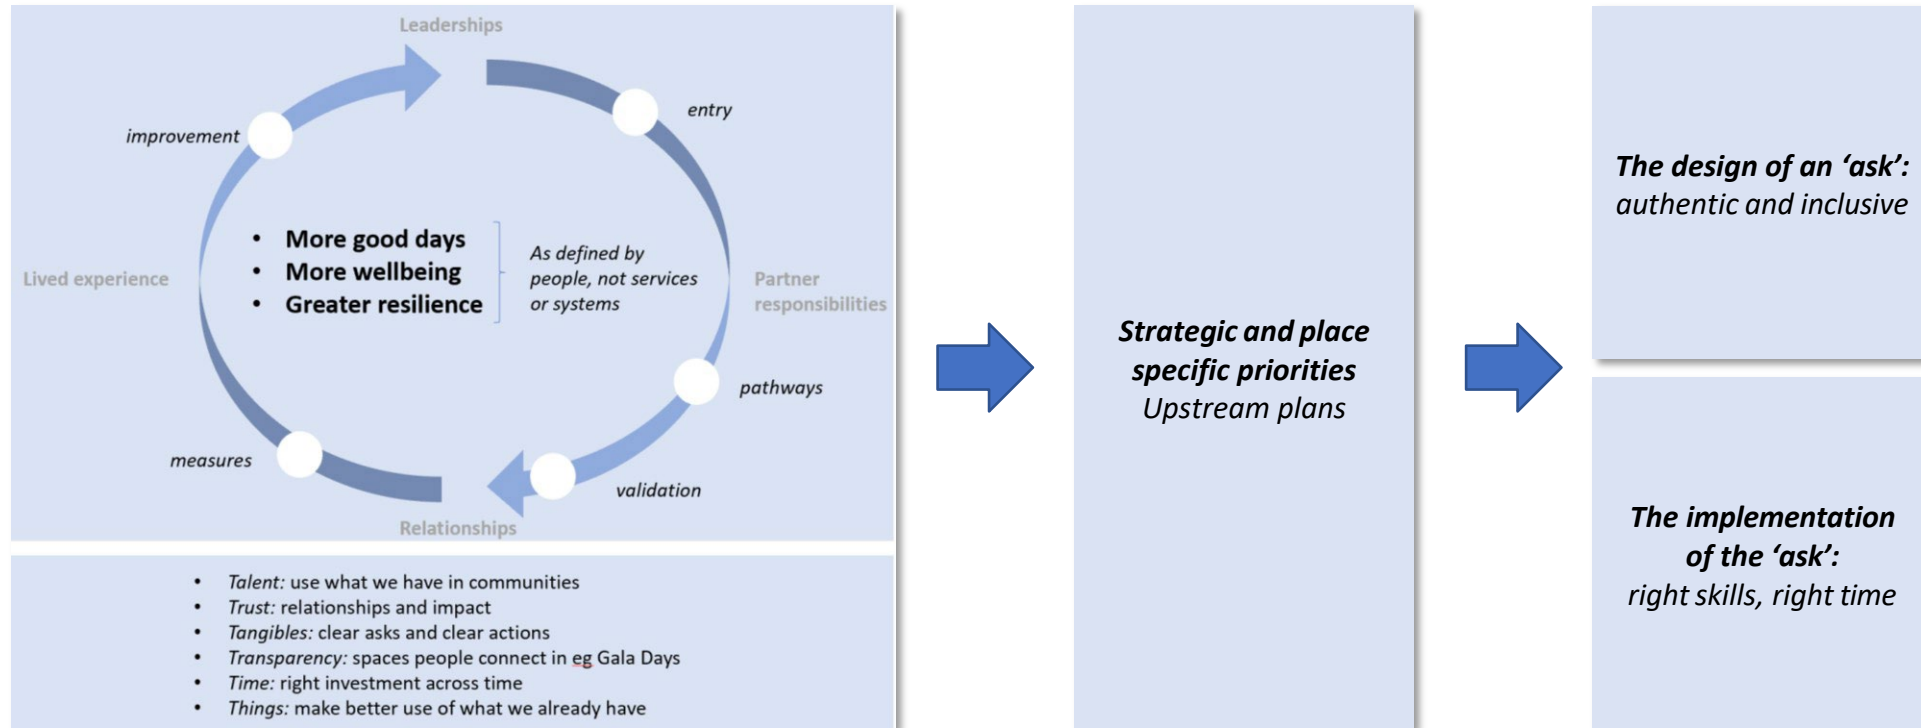 Leaderships
entry
improvement
• More good days
• More wellbeing
• Greater resilience
As defined by
people, not services
or systems
Lived experience
Partner
responsibilities
pathways
measures
validation
Relationships
• Talent: use what we have in communities
• Trust: relationships and impact
• Tangibles: clear asks and clear actions
• Transparency: spaces people connect in eg Gala Days
• Time: right investment across time
• Things: make better use of what we already have
Strategic and place
specific priorities
Upstream plans
The design of an ‘ask’:
authentic and inclusive
The implementation
of the ‘ask’:
right skills, right time